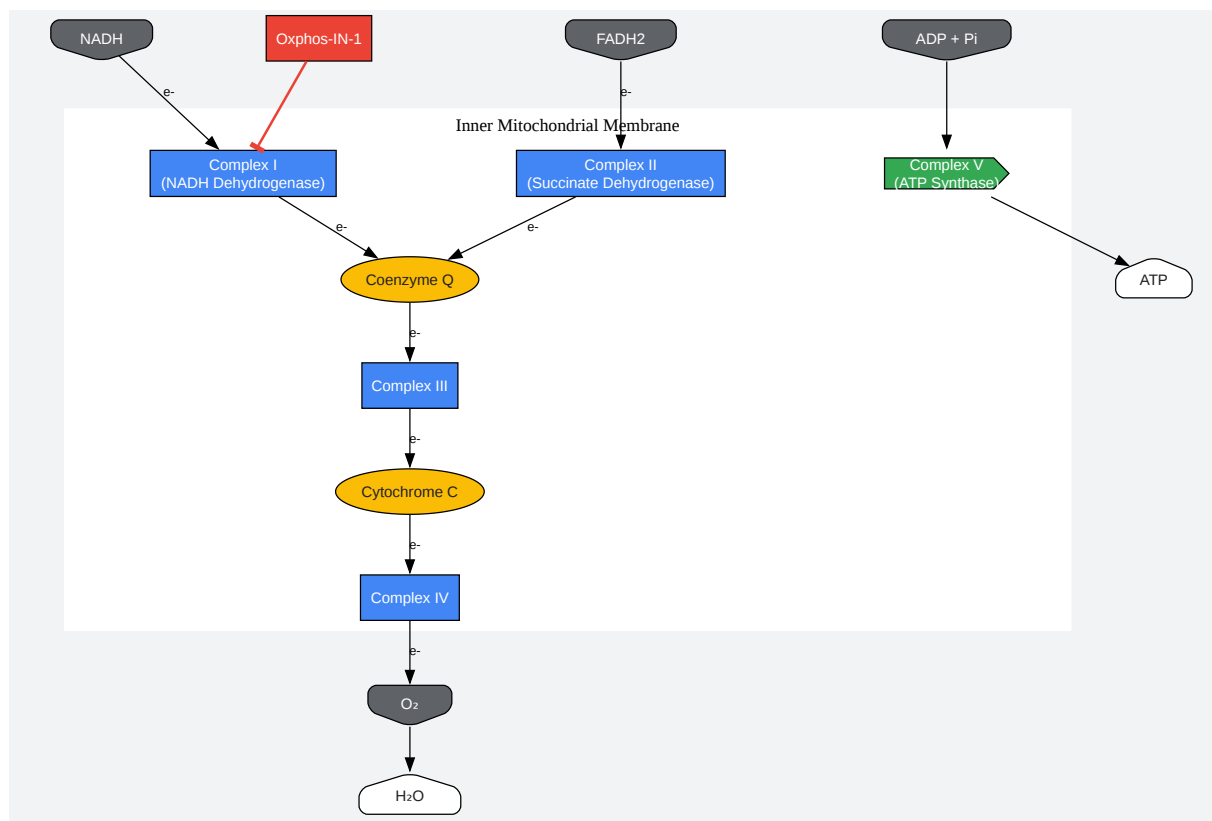 NADH
Oxphos-IN-1
FADH2
ADP + Pi
e-
e-
Inner Mitochondrial Membrane
Complex I
(NADH Dehydrogenase)
Complex II
(Succinate Dehydrogenase)
Complex V
(ATP Synthase)
e-
e-
Coenzyme Q
ATP
e-
Complex III
e-
Cytochrome C
e-
Complex IV
e-
O₂
H₂O